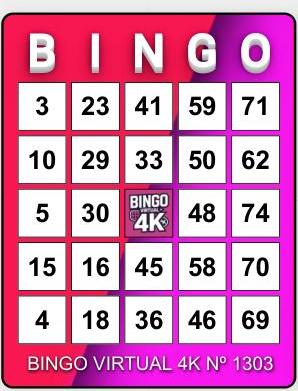 B I N G O
3 23 41 59 71
10 29 33 50 62
5 30 BINGO VIRTUAL 4K 48 74
15 16 45 58 70
4 18 36 46 69
BINGO VIRTUAL 4K Nº 1303